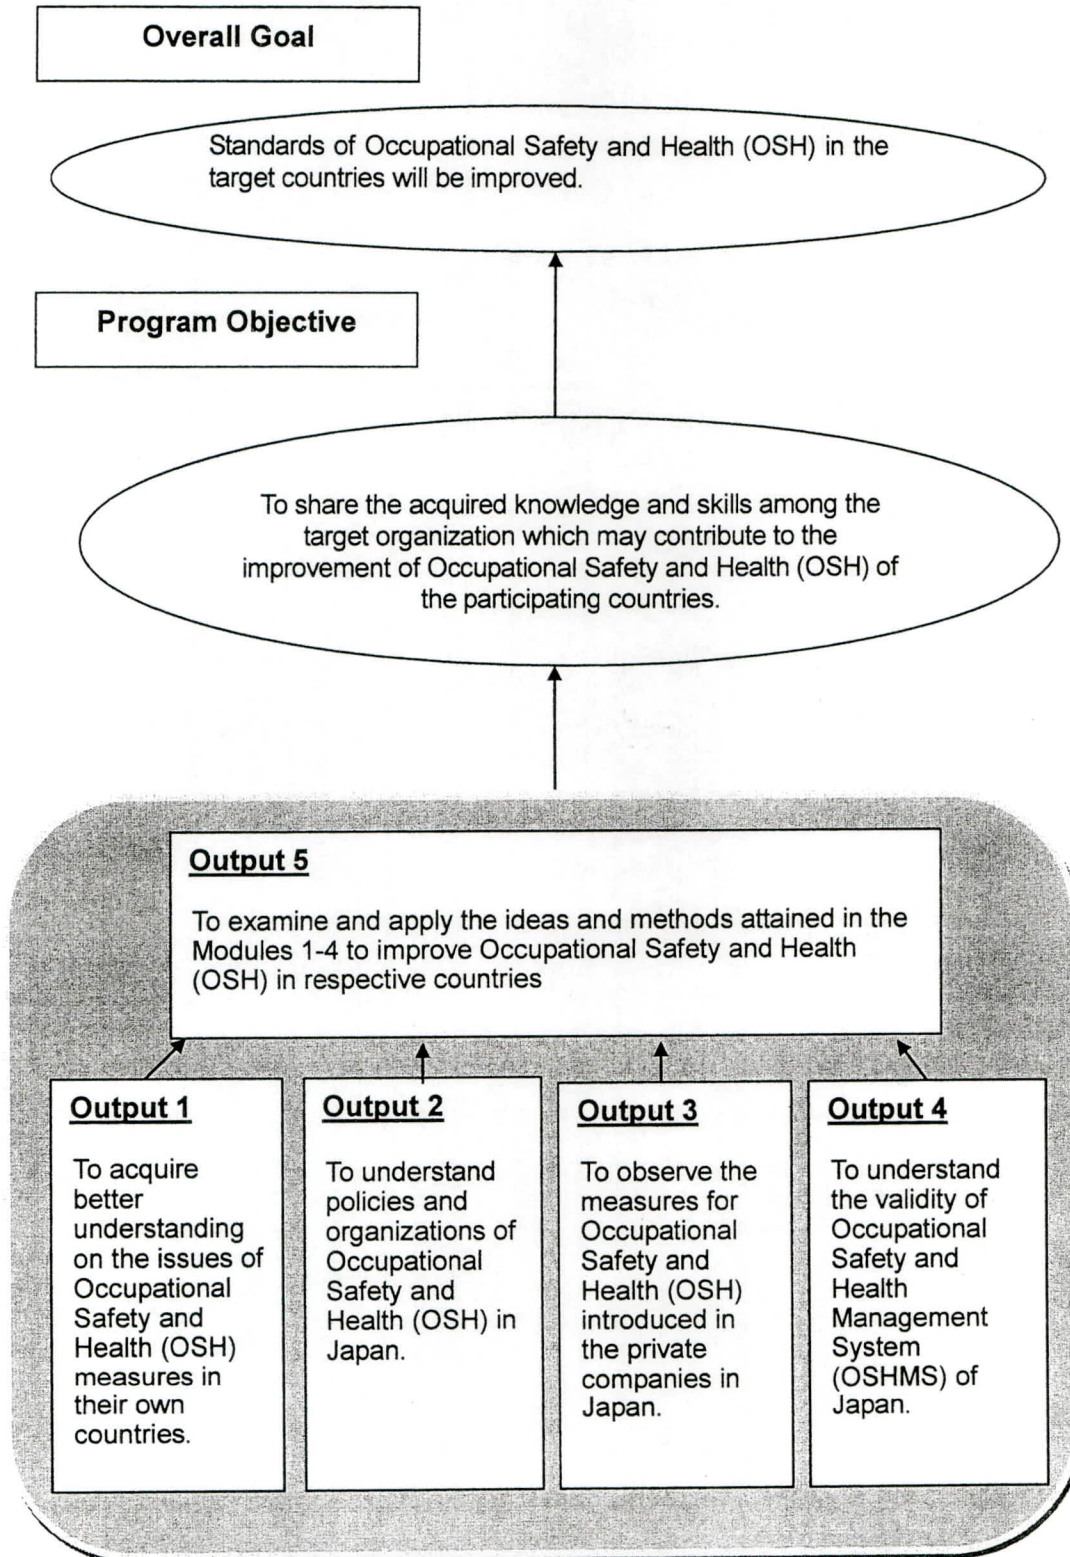 Overall Goal
Standards of Occupational Safety and Health (OSH) in the
target countries will be improved.
Program Objective
To share the acquired knowledge and skills among the
target organization which may contribute to the
improvement of Occupational Safety and Health (OSH) of
the participating countries.
Output 5
To examine and apply the ideas and methods attained in the
Modules 1-4 to improve Occupational Safety and Health
(OSH) in respective countries
Output 1
To acquire
better
understanding
on the issues of
Occupational
Safety and
Health (OSH)
measures in
their own
countries.
Output 2
To understand
policies and
organizations of
Occupational
Safety and
Health (OSH) in
Japan.
Output 3
To observe the
measures for
Occupational
Safety and
Health (OSH)
introduced in
the private
companies in
Japan.
Output 4
To understand
the validity of
Occupational
Safety and
Health
Management
System
(OSHMS) of
Japan.